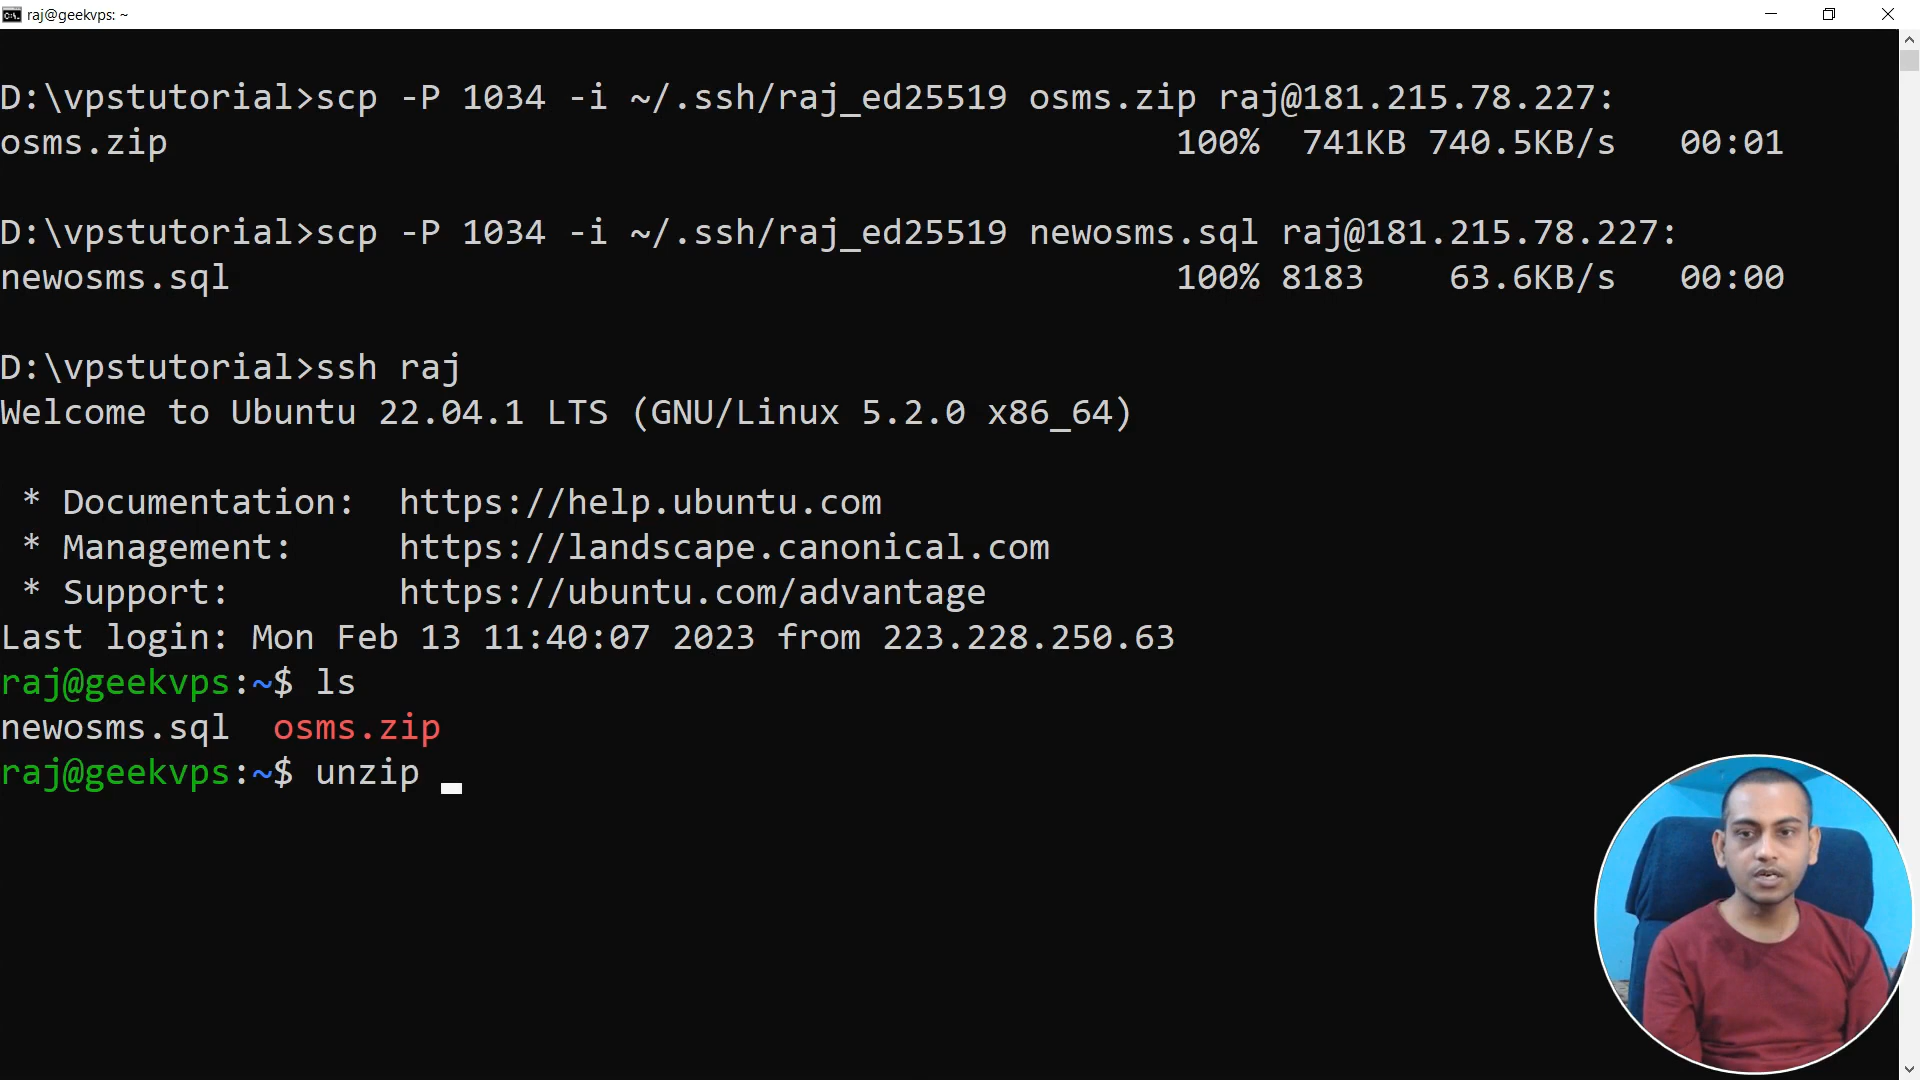 raj@geekvps: ~
D:\vpstutorial>scp -P 1034 -i ~/.ssh/raj_ed25519 osms.zip raj@181.215.78.227:
osms.zip 100% 741KB 740.5KB/s 00:01
D:\vpstutorial>scp -P 1034 -i ~/.ssh/raj_ed25519 newosms.sql raj@181.215.78.227:
newosms.sql 100% 8183 63.6KB/s 00:00
D:\vpstutorial>ssh raj
Welcome to Ubuntu 22.04.1 LTS (GNU/Linux 5.2.0 x86_64)
* Documentation: https://help.ubuntu.com
* Management: https://landscape.canonical.com
* Support: https://ubuntu.com/advantage
Last login: Mon Feb 13 11:40:07 2023 from 223.228.250.63
raj@geekvps:~$ ls
newosms.sql osms.zip
raj@geekvps:~$ unzip